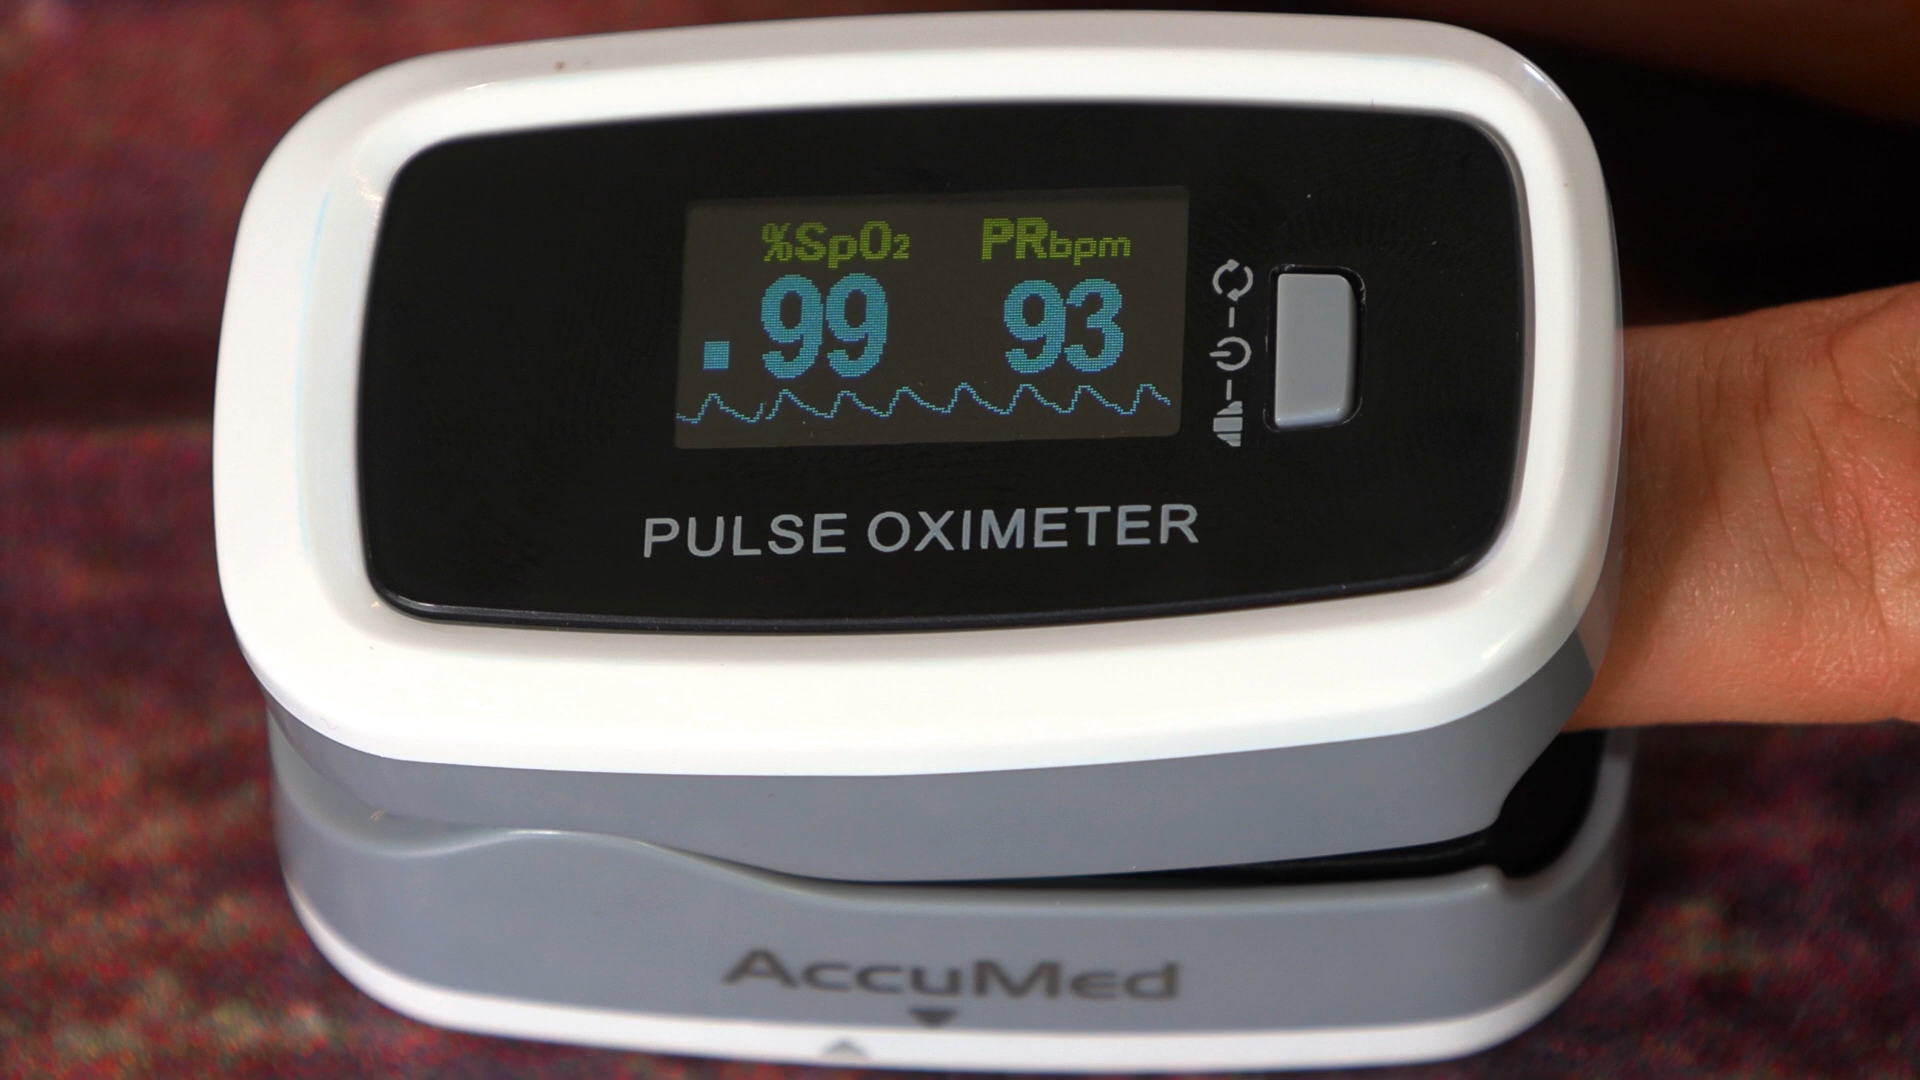 %SpO₂ PRbpm
99 93
PULSE OXIMETER
AccuMed